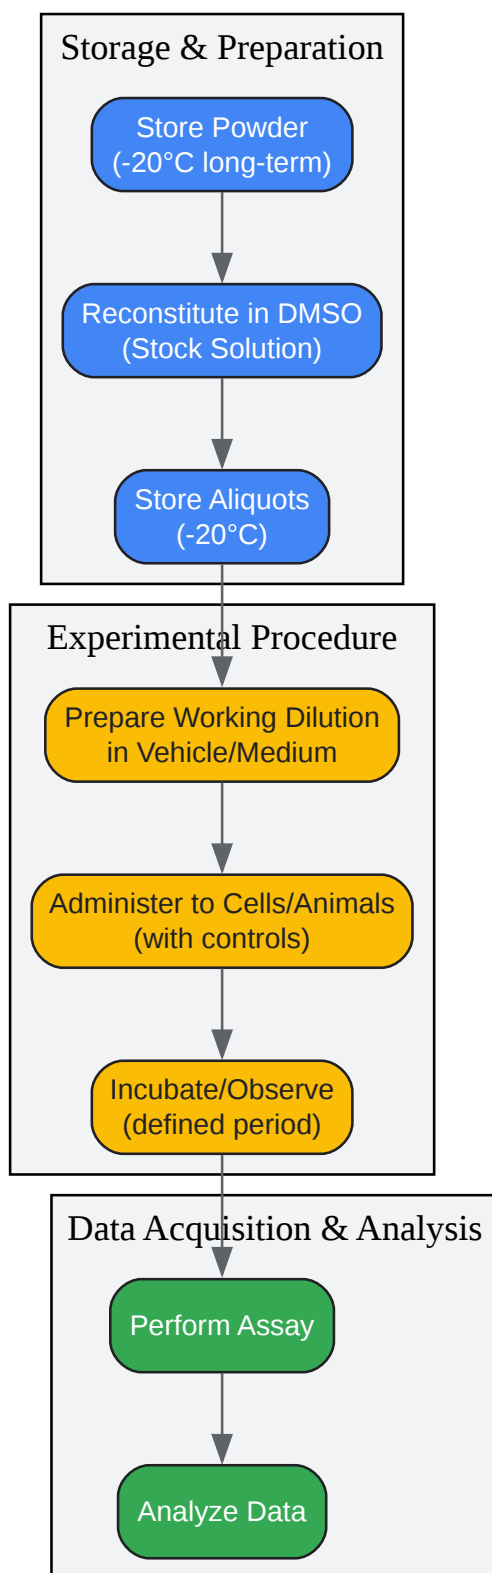 Storage & Preparation
Store Powder
(-20°C long-term)
Reconstitute in DMSO
(Stock Solution)
Store Aliquots
(-20°C)
Experimental Procedure
Prepare Working Dilution
in Vehicle/Medium
Administer to Cells/Animals
(with controls)
Incubate/Observe
(defined period)
Data Acquisition & Analysis
Perform Assay
Analyze Data